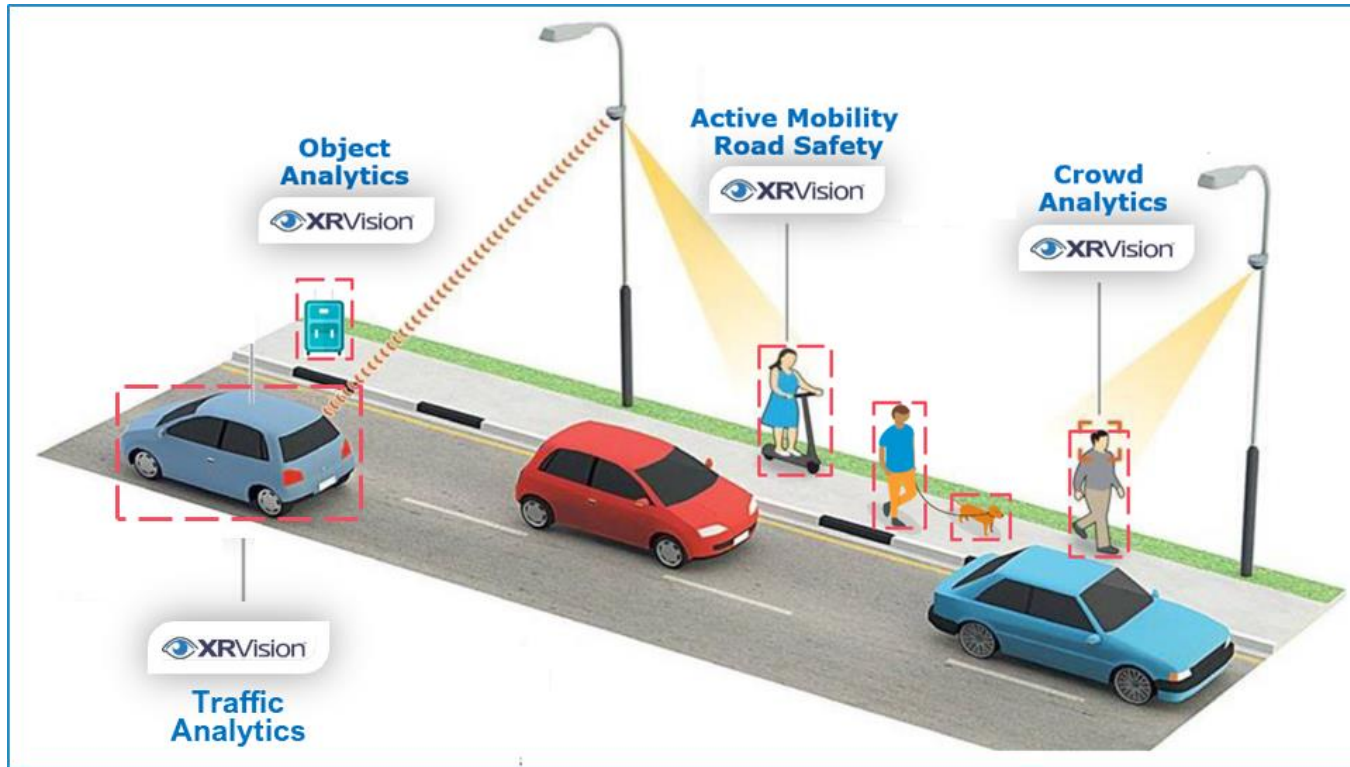 Object
Analytics
XRVision
Active Mobility
Road Safety
XRVision
Crowd
Analytics
XRVision
XRVision
Traffic
Analytics